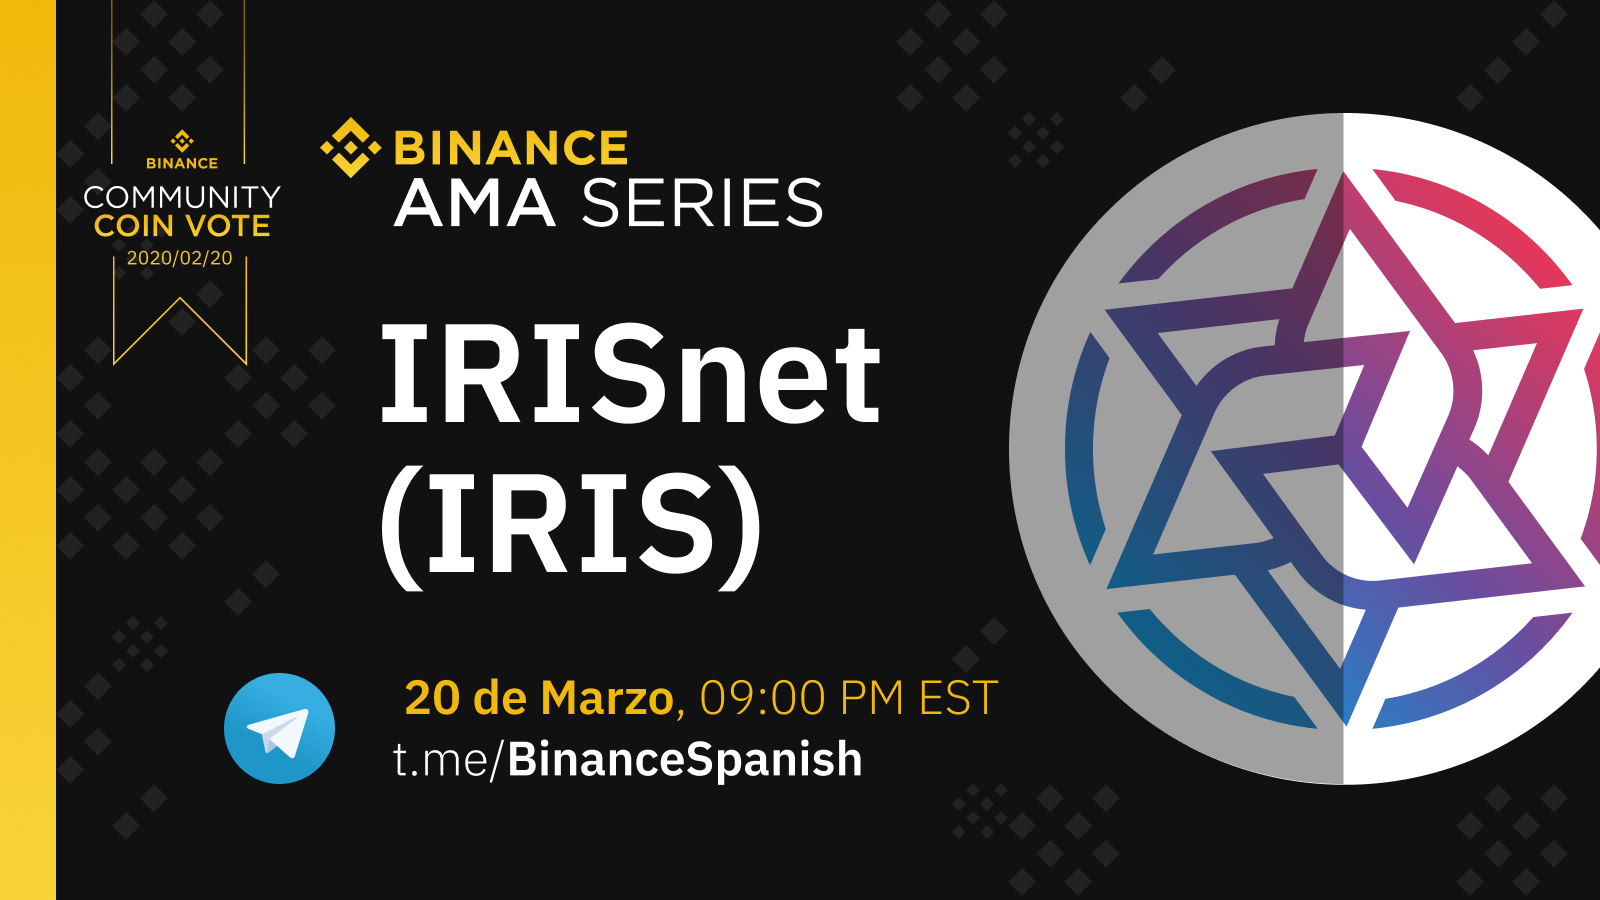 BINANCE
COMMUNITY
COIN VOTE
2020/02/20
BINANCE
AMA SERIES
IRISnet
(IRIS)
20 de Marzo, 09:00 PM EST
t.me/BinanceSpanish